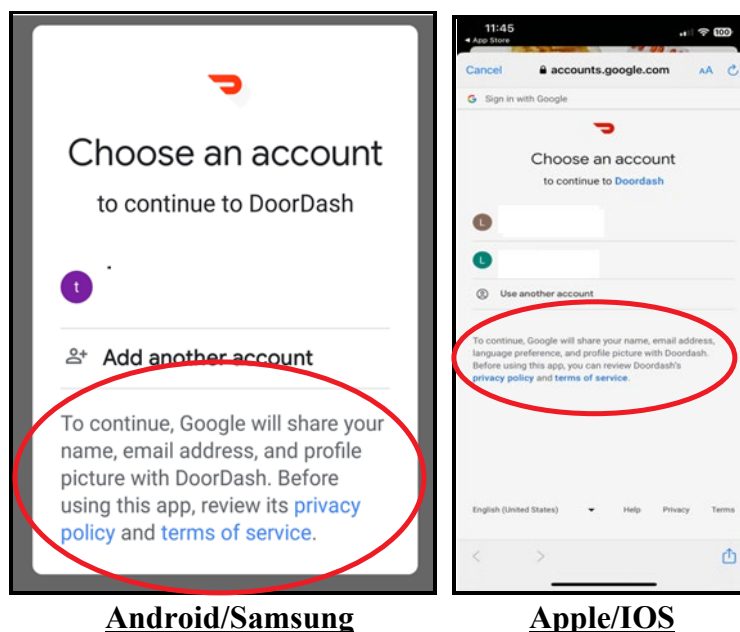 Choose an account
to continue to DoorDash
t
Add another account
To continue, Google will share your
name, email address, and profile
picture with DoorDash. Before
using this app, review its privacy
policy and terms of service.
Android/Samsung
11:45
100
◄ App Store
Cancel accounts.google.com AA
G Sign in with Google
Choose an account
to continue to Doordash
L
L
Use another account
To continue, Google will share your name, email address,
language preference, and profile picture with Doordash.
Before using this app, you can review Doordash's
privacy policy and terms of service.
English (United States) Help Privacy Terms
Apple/IOS